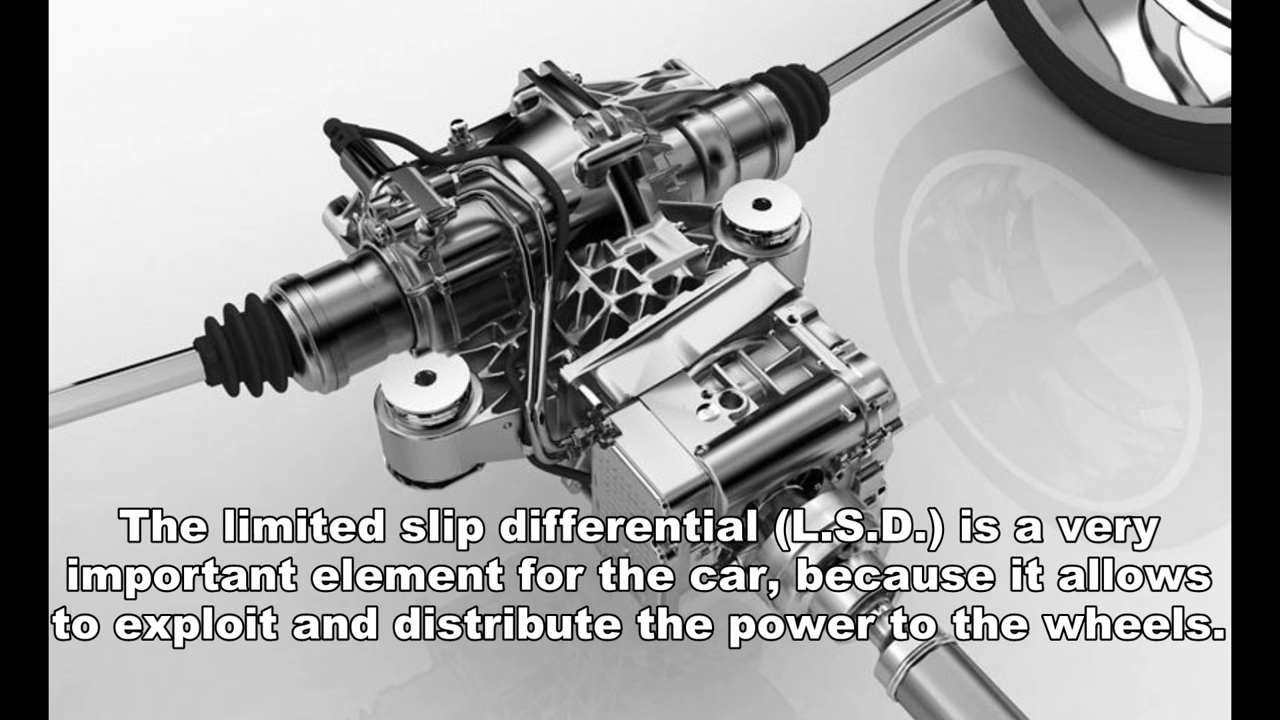 The limited slip differential (L.S.D.) is a very
important element for the car, because it allows
to exploit and distribute the power to the wheels.